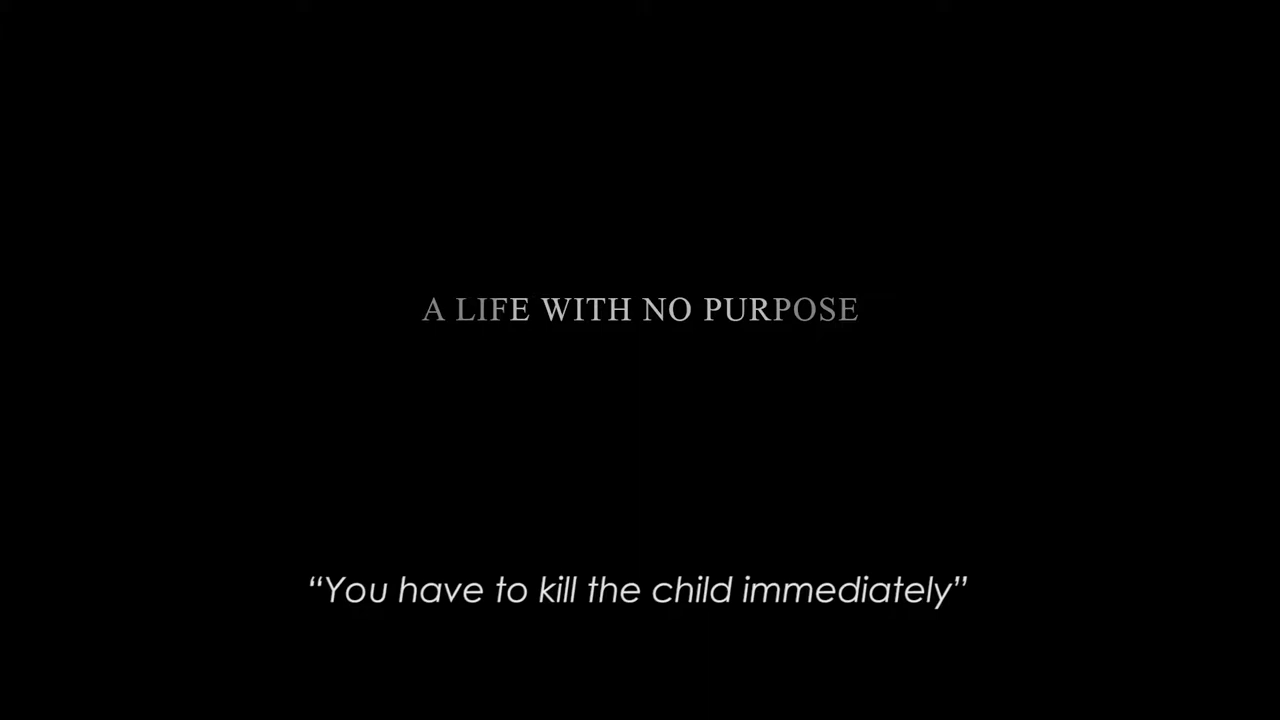 A LIFE WITH NO PURPOSE
“You have to kill the child immediately”